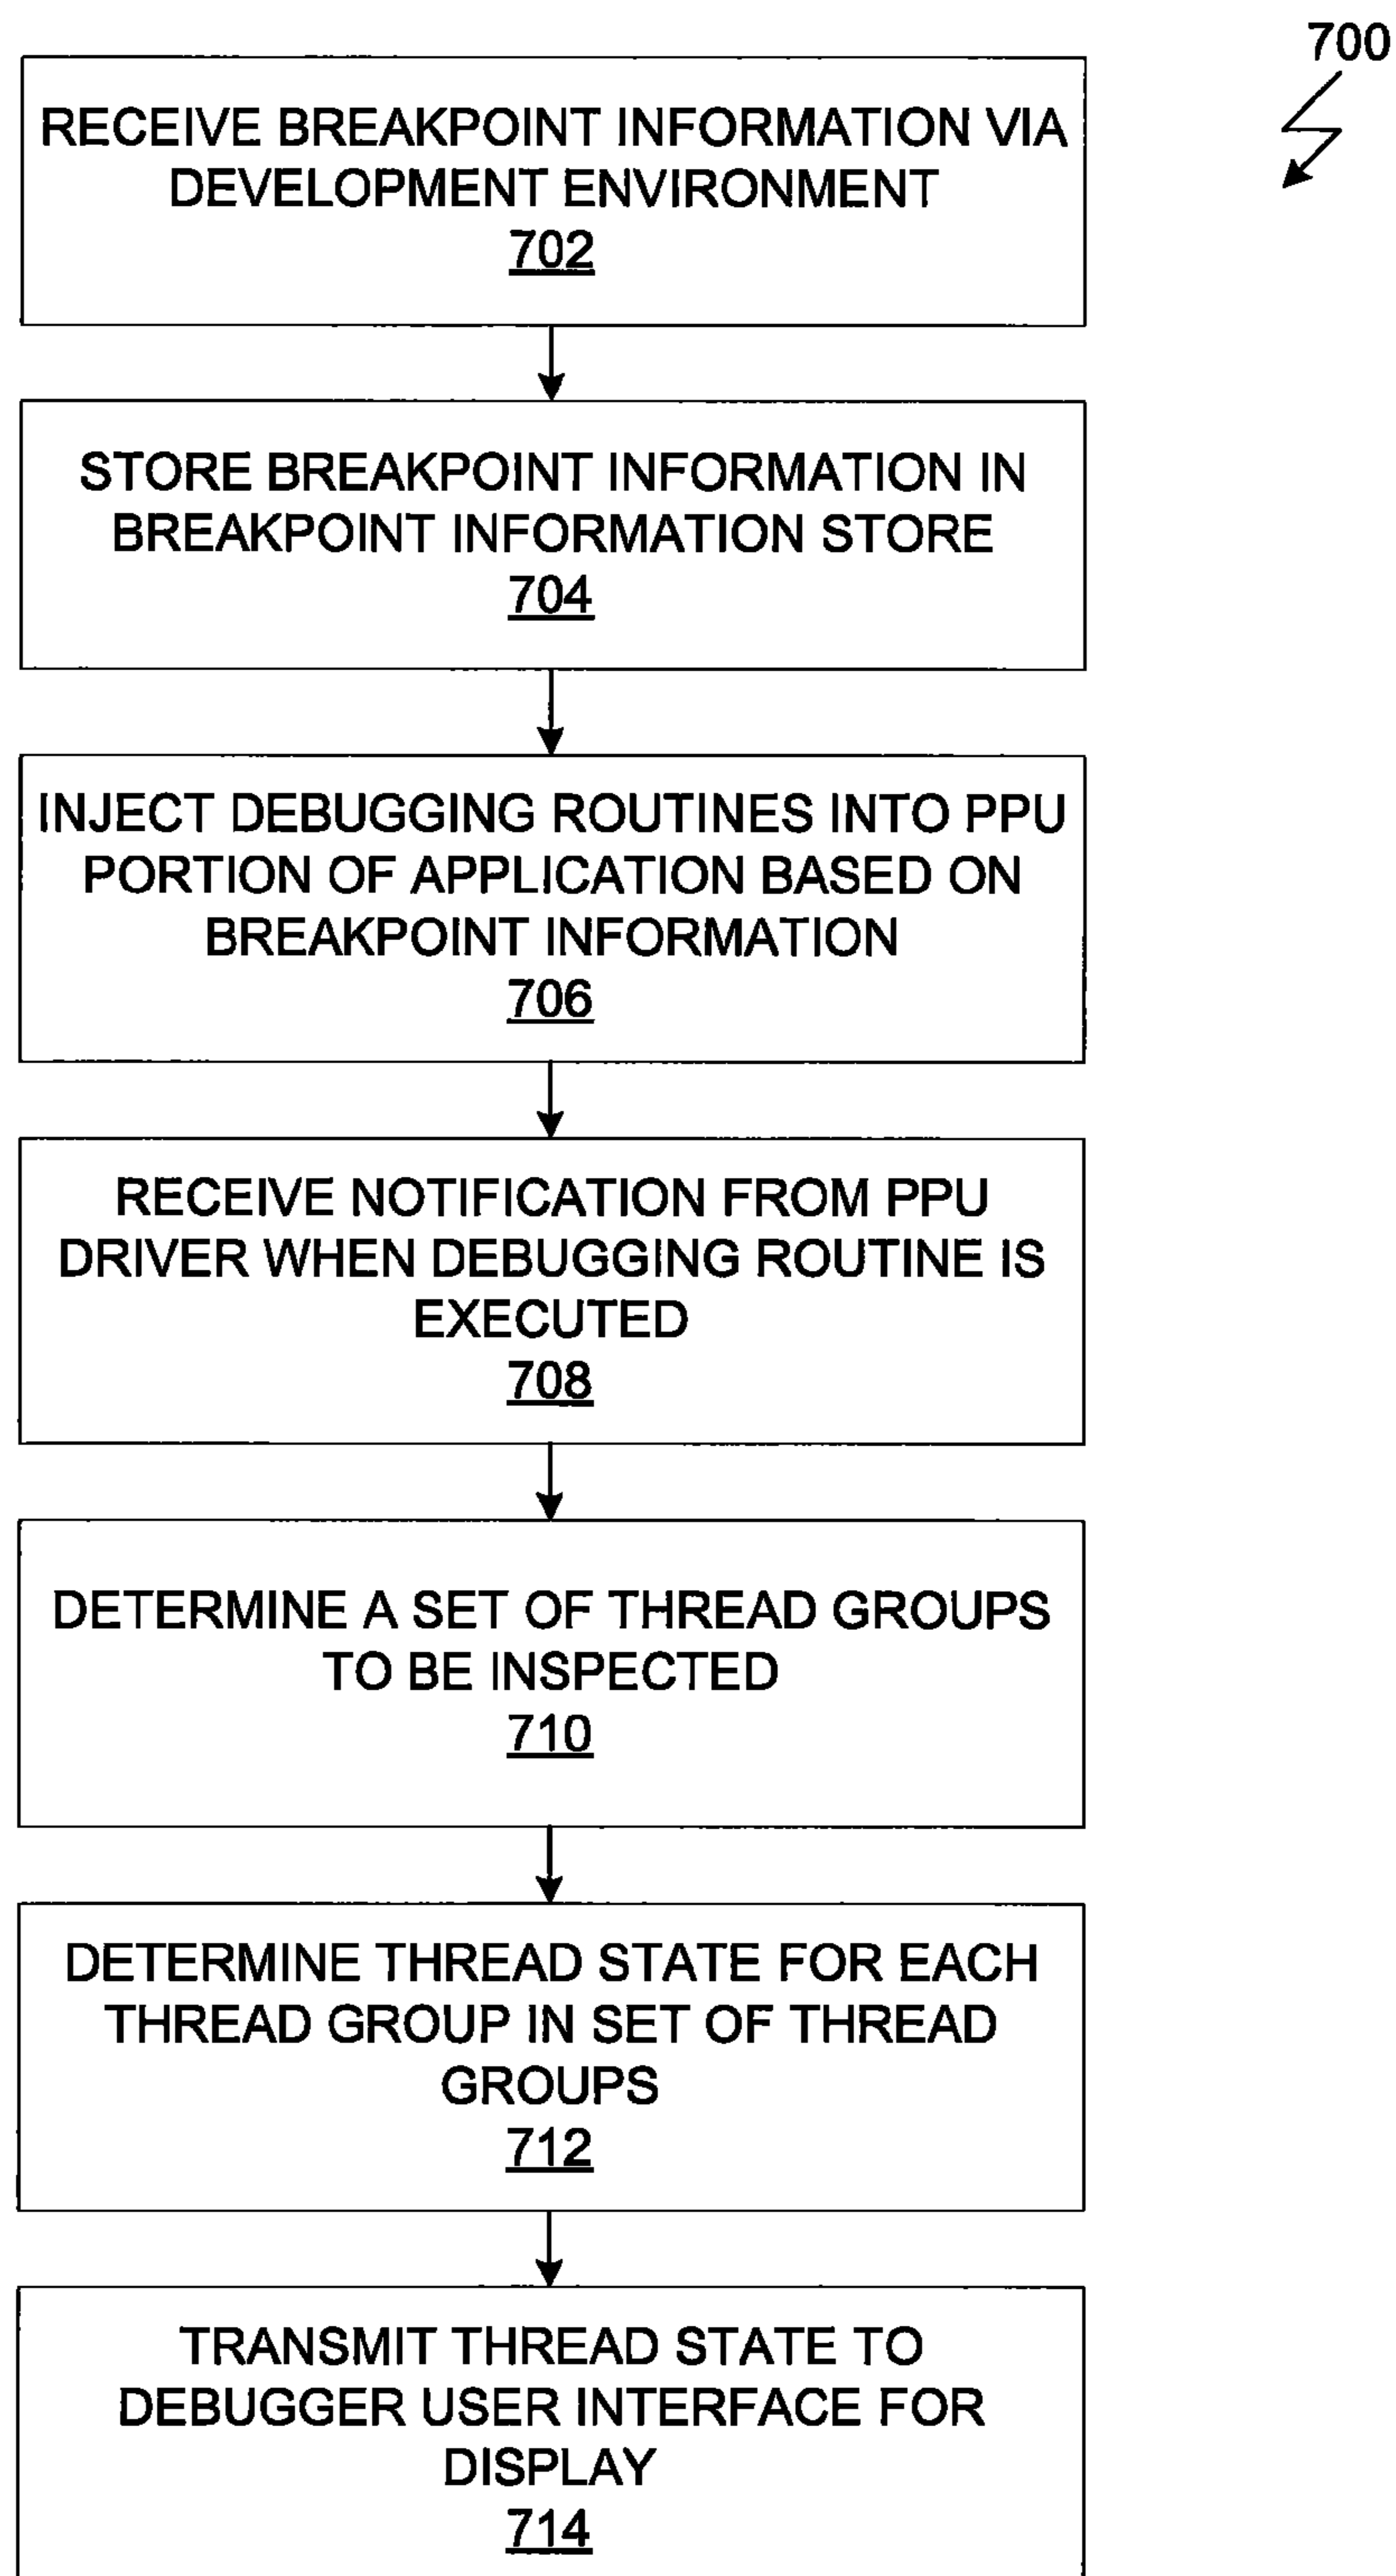 700
RECEIVE BREAKPOINT INFORMATION VIA
DEVELOPMENT ENVIRONMENT
702
STORE BREAKPOINT INFORMATION IN
BREAKPOINT INFORMATION STORE
704
INJECT DEBUGGING ROUTINES INTO PPU
PORTION OF APPLICATION BASED ON
BREAKPOINT INFORMATION
706
RECEIVE NOTIFICATION FROM PPU
DRIVER WHEN DEBUGGING ROUTINE IS
EXECUTED
708
DETERMINE A SET OF THREAD GROUPS
TO BE INSPECTED
710
DETERMINE THREAD STATE FOR EACH
THREAD GROUP IN SET OF THREAD
GROUPS
712
TRANSMIT THREAD STATE TO
DEBUGGER USER INTERFACE FOR
DISPLAY
714